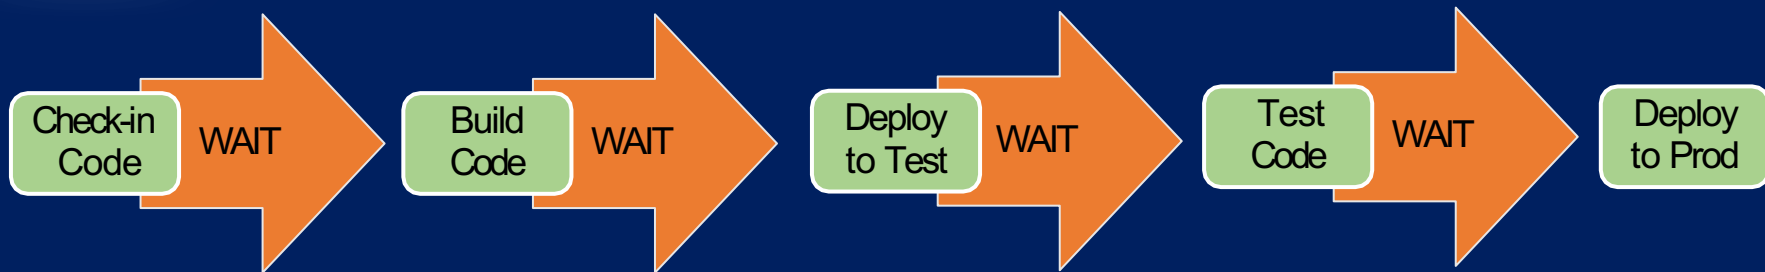 Check-in
Code
WAIT
Build
Code
WAIT
Deploy
to Test
WAIT
Test
Code
WAIT
Deploy
to Prod